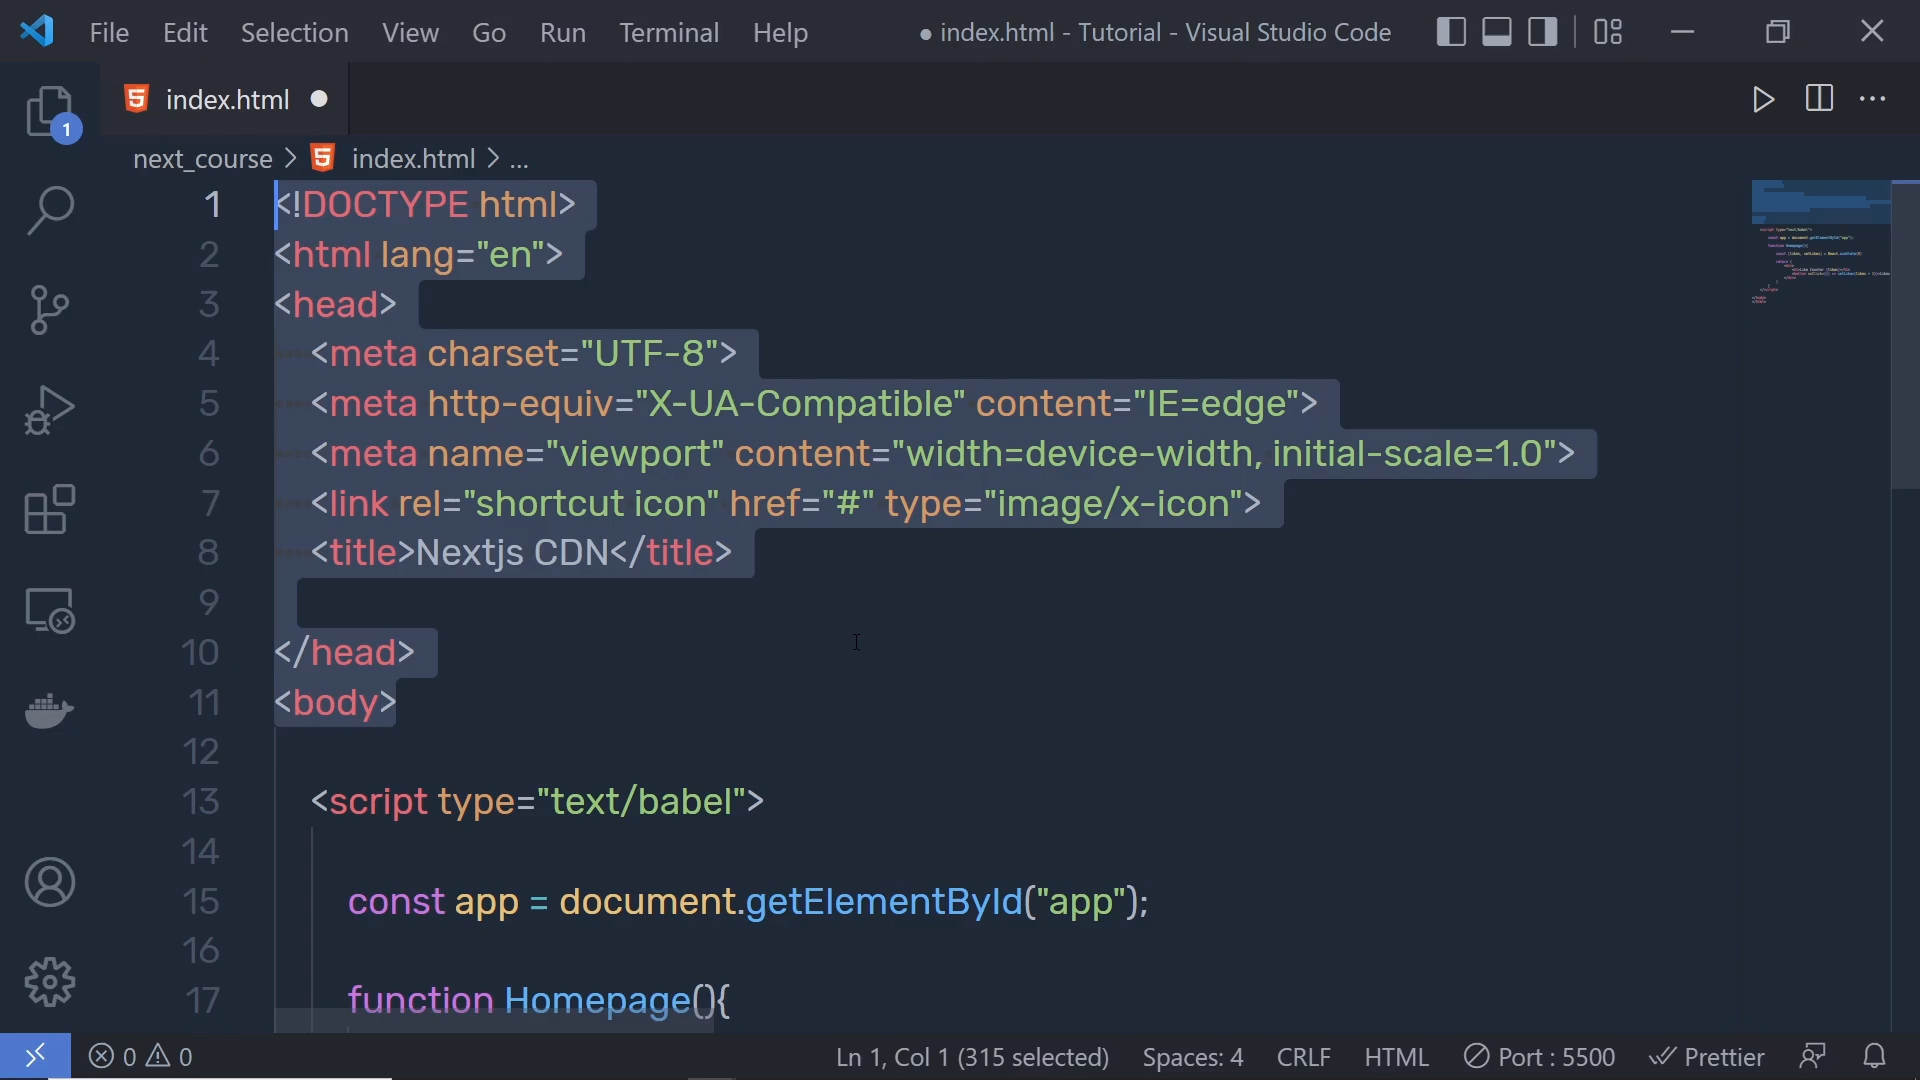 File Edit Selection View Go Run Terminal Help ● index.html - Tutorial - Visual Studio Code
index.html
next_course > index.html > ...
1 <!DOCTYPE html>
2 <html lang="en">
3 <head>
4 <meta charset="UTF-8">
5 <meta http-equiv="X-UA-Compatible" content="IE=edge">
6 <meta name="viewport" content="width=device-width, initial-scale=1.0">
7 <link rel="shortcut icon" href="#" type="image/x-icon">
8 <title>Nextjs CDN</title>
9
10 </head>
11 <body>
12
13 <script type="text/babel">
14
15 const app = document.getElementById("app");
16
17 function Homepage(){
1
0 0 Ln 1, Col 1 (315 selected) Spaces: 4 CRLF HTML Port : 5500 Prettier